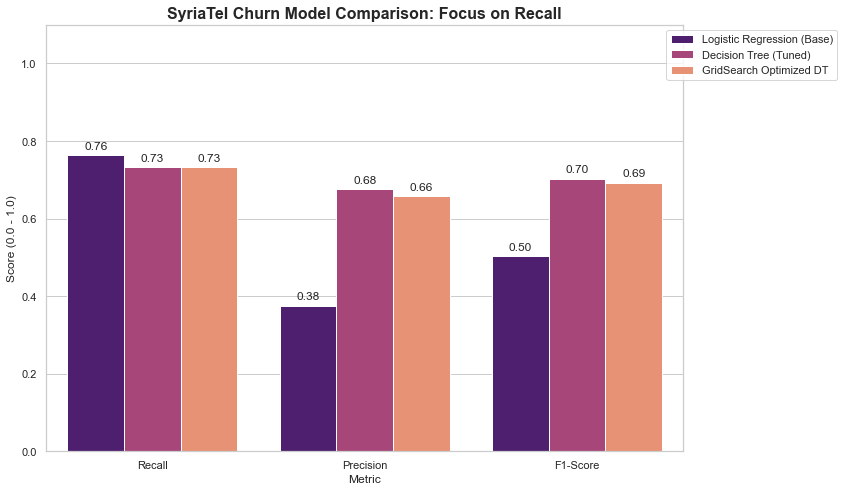 SyriaTel Churn Model Comparison: Focus on Recall
Logistic Regression (Base)
Decision Tree (Tuned)
GridSearch Optimized DT
Score (0.0 - 1.0)
1.0
0.8
0.6
0.4
0.2
0.0
0.76
0.73
0.73
0.38
0.68
0.66
0.50
0.70
0.69
Recall
Precision
F1-Score
Metric